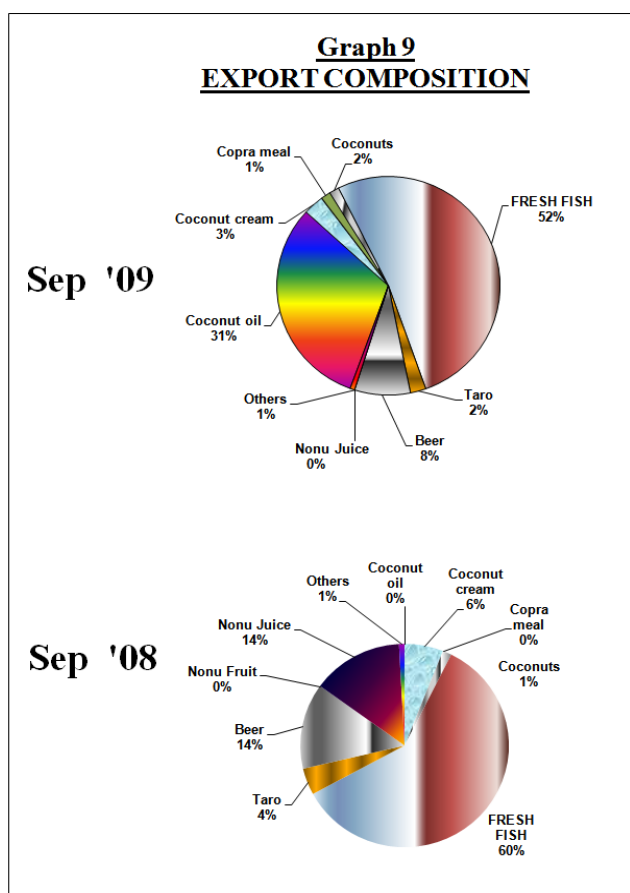 Graph 9
EXPORT COMPOSITION
Sep '09
Coconuts
2%
Copra meal
1%
FRESH FISH
52%
Coconut cream
3%
Coconut oil
31%
Others
1%
Taro
2%
Nonu Juice
0%
Beer
8%
Sep '08
Coconut
oil
0%
Coconut
cream
6%
Others
1%
Copra
meal
0%
Nonu Juice
14%
Coconuts
1%
Nonu Fruit
0%
Beer
14%
Taro
4%
FRESH
FISH
60%